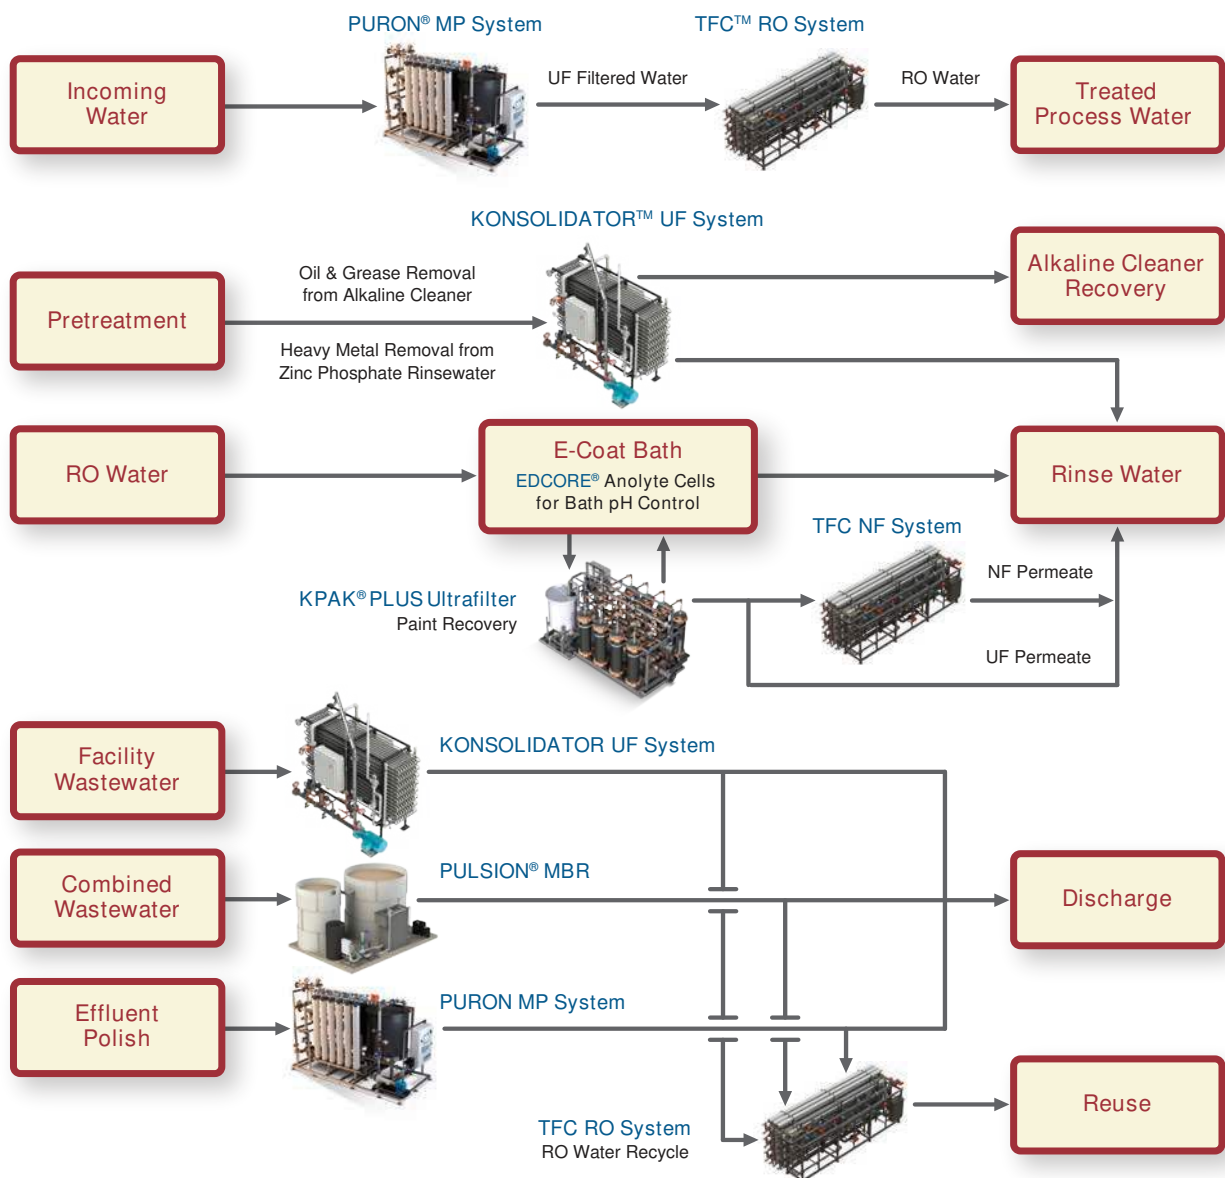 PURON® MP System
TFC™ RO System
Incoming
Water
UF Filtered Water
RO Water
Treated
Process Water
KONSOLIDATOR™ UF System
Pretreatment
Oil & Grease Removal
from Alkaline Cleaner
Heavy Metal Removal from
Zinc Phosphate Rinsewater
Alkaline Cleaner
Recovery
RO Water
E-Coat Bath
EDCORE® Anolyte Cells
for Bath pH Control
Rinse Water
TFC NF System
KPAK® PLUS Ultrafilter
Paint Recovery
NF Permeate
UF Permeate
Facility
Wastewater
KONSOLIDATOR UF System
Combined
Wastewater
PULSION® MBR
Discharge
Effluent
Polish
PURON MP System
TFC RO System
RO Water Recycle
Reuse